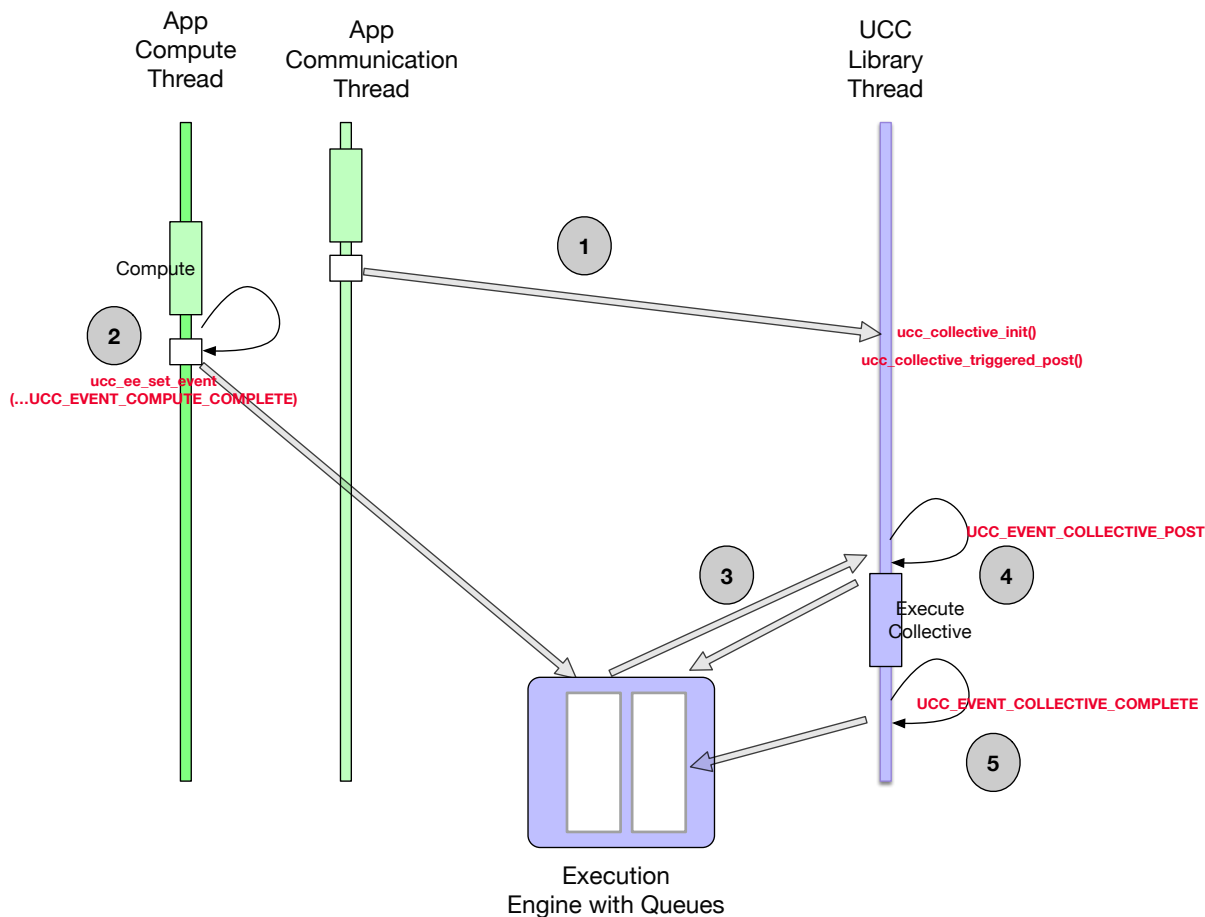 App
Compute
Thread
App
Communication
Thread
UCC
Library
Thread
1
Compute
2
ucc_collective_init()
ucc_collective_triggered_post()
ucc_ee_set_event
(...UCC_EVENT_COMPUTE_COMPLETE)
UCC_EVENT_COLLECTIVE_POST
3
4
Execute
Collective
UCC_EVENT_COLLECTIVE_COMPLETE
5
Execution
Engine with Queues